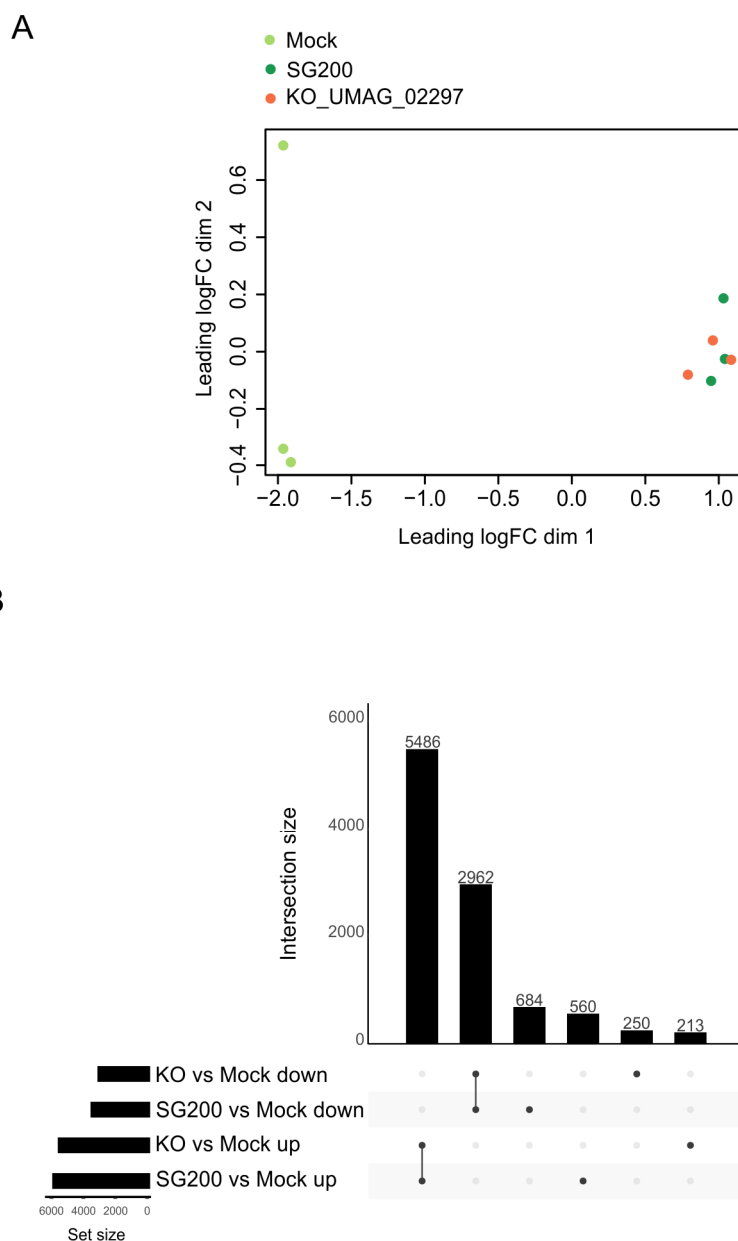 A
Mock
SG200
KO_UMAG_02297
Leading logFC dim 2
0.6
0.4
0.2
0.0
−0.2
−0.4
−2.0 −1.5 −1.0 −0.5 0.0 0.5 1.0
Leading logFC dim 1
B
Intersection size
6000
4000
2000
0
5486
2962
684
560
250
213
KO vs Mock down
SG200 vs Mock down
KO vs Mock up
SG200 vs Mock up
6000 4000 2000 0
Set size